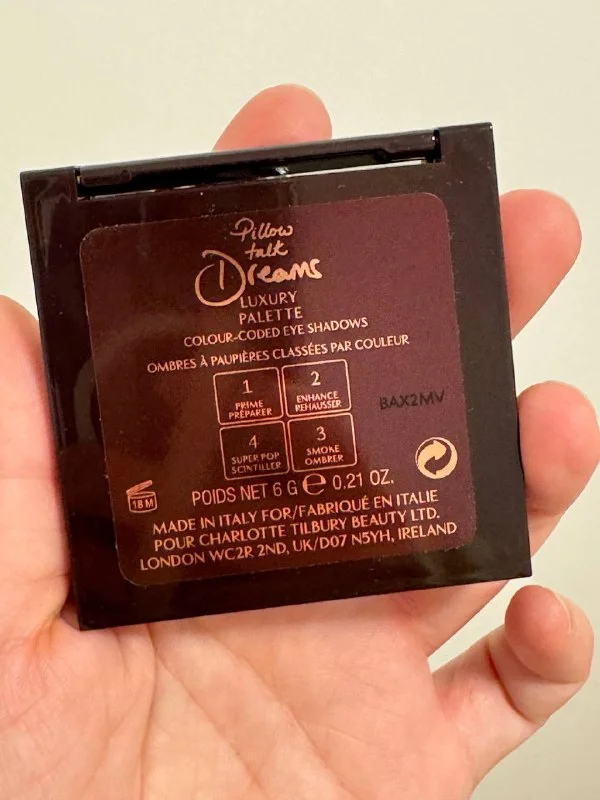 Pillow
talk
Dreams
LUXURY
PALETTE
COLOUR-CODED EYE SHADOWS
OMBRES À PAUPIÈRES CLASSÉES PAR COULEUR
1
PRIME
PRÉPARER
2
ENHANCE
REHAUSSER
4
SUPER POP
SCINTILLER
3
SMOKE
OMBRER
BAX2MV
18 M
POIDS NET 6 G e 0.21 OZ.
MADE IN ITALY FOR/FABRIQUÉ EN ITALIE
POUR CHARLOTTE TILBURY BEAUTY LTD.
LONDON WC2R 2ND, UK/D07 N5YH, IRELAND